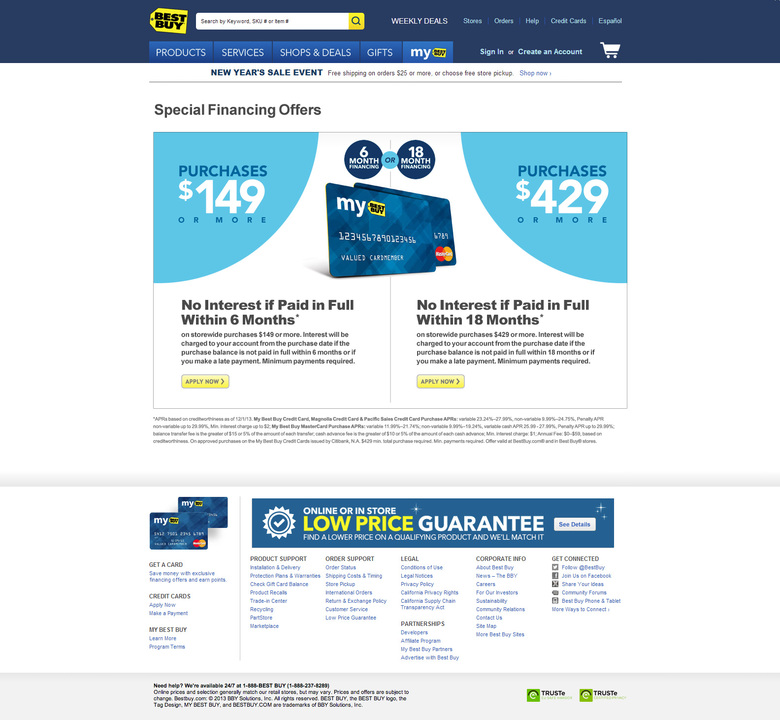 BEST BUY
Search by Keyword, SKU # or Item #
WEEKLY DEALS
Stores
Orders
Help
Credit Cards
Español
PRODUCTS
SERVICES
SHOPS & DEALS
GIFTS
my BEST BUY
Sign In or Create an Account
NEW YEAR'S SALE EVENT Free shipping on orders $25 or more, or choose free store pickup. Shop now ›
Special Financing Offers
PURCHASES
$149
OR MORE
6 MONTH FINANCING
OR
18 MONTH FINANCING
PURCHASES
$429
OR MORE
my BEST BUY
1234567890123456 6789
VALUED CARDMEMBER
MasterCard
No Interest if Paid in Full
Within 6 Months*
on storewide purchases $149 or more. Interest will be
charged to your account from the purchase date if the
purchase balance is not paid in full within 6 months or if
you make a late payment. Minimum payments required.
APPLY NOW ›
No Interest if Paid in Full
Within 18 Months*
on storewide purchases $429 or more. Interest will be
charged to your account from the purchase date if the
purchase balance is not paid in full within 18 months or if
you make a late payment. Minimum payments required.
APPLY NOW ›
*APRs based on creditworthiness as of 12/1/13. My Best Buy Credit Card, Magnolia Credit Card & Pacific Sales Credit Card Purchase APRs: variable 23.24%-27.99%, non-variable 9.99%-24.75%, Penalty APR
non-variable up to 29.99%, Min. Interest charge up to $2; My Best Buy MasterCard Purchase APRs: variable 11.99%-21.74%; non-variable 9.99%-19.24%, variable cash APR 25.99 - 27.99%, Penalty APR up to 29.99%;
balance transfer fee is the greater of $15 or 5% of the amount of each transfer; cash advance fee is the greater of $10 or 5% of the amount of each cash advance; Min. interest charge: $1, Annual Fee: $0-$59, based on
creditworthiness. On approved purchases on the My Best Buy Credit Cards issued by Citibank, N.A. $429 min. total purchase required. Min. payments required. Offer valid at BestBuy.com® and in Best Buy® stores.
my BEST BUY
my BEST BUY
MasterCard
GET A CARD
Save money with exclusive
financing offers and earn points.
CREDIT CARDS
Apply Now
Make a Payment
MY BEST BUY
Learn More
Program Terms
ONLINE OR IN STORE
LOW PRICE GUARANTEE
FIND A LOWER PRICE ON A QUALIFYING PRODUCT AND WE'LL MATCH IT
See Details
PRODUCT SUPPORT
Installation & Delivery
Protection Plans & Warranties
Check Gift Card Balance
Product Recalls
Trade-in Center
Recycling
PartStore
Marketplace
ORDER SUPPORT
Order Status
Shipping Costs & Timing
Store Pickup
International Orders
Return & Exchange Policy
Customer Service
Low Price Guarantee
LEGAL
Conditions of Use
Legal Notices
Privacy Policy
California Privacy Rights
California Supply Chain
Transparency Act
PARTNERSHIPS
Developers
Affiliate Program
My Best Buy Partners
Advertise with Best Buy
CORPORATE INFO
About Best Buy
News – The BBY
Careers
For Our Investors
Sustainability
Community Relations
Contact Us
Site Map
More Best Buy Sites
GET CONNECTED
Follow @BestBuy
Join Us on Facebook
Share Your Ideas
Community Forums
Best Buy Phone & Tablet
More Ways to Connect ›
Need help? We're available 24/7 at 1-888-BEST BUY (1-888-237-8289)
Online prices and selection generally match our retail stores, but may vary. Prices and offers are subject to
change. Bestbuy.com: © 2013 BBY Solutions, Inc. All rights reserved. BEST BUY, the BEST BUY logo, the
Tag Design, MY BEST BUY, and BESTBUY.COM are trademarks of BBY Solutions, Inc.
TRUSTe
TRUSTe